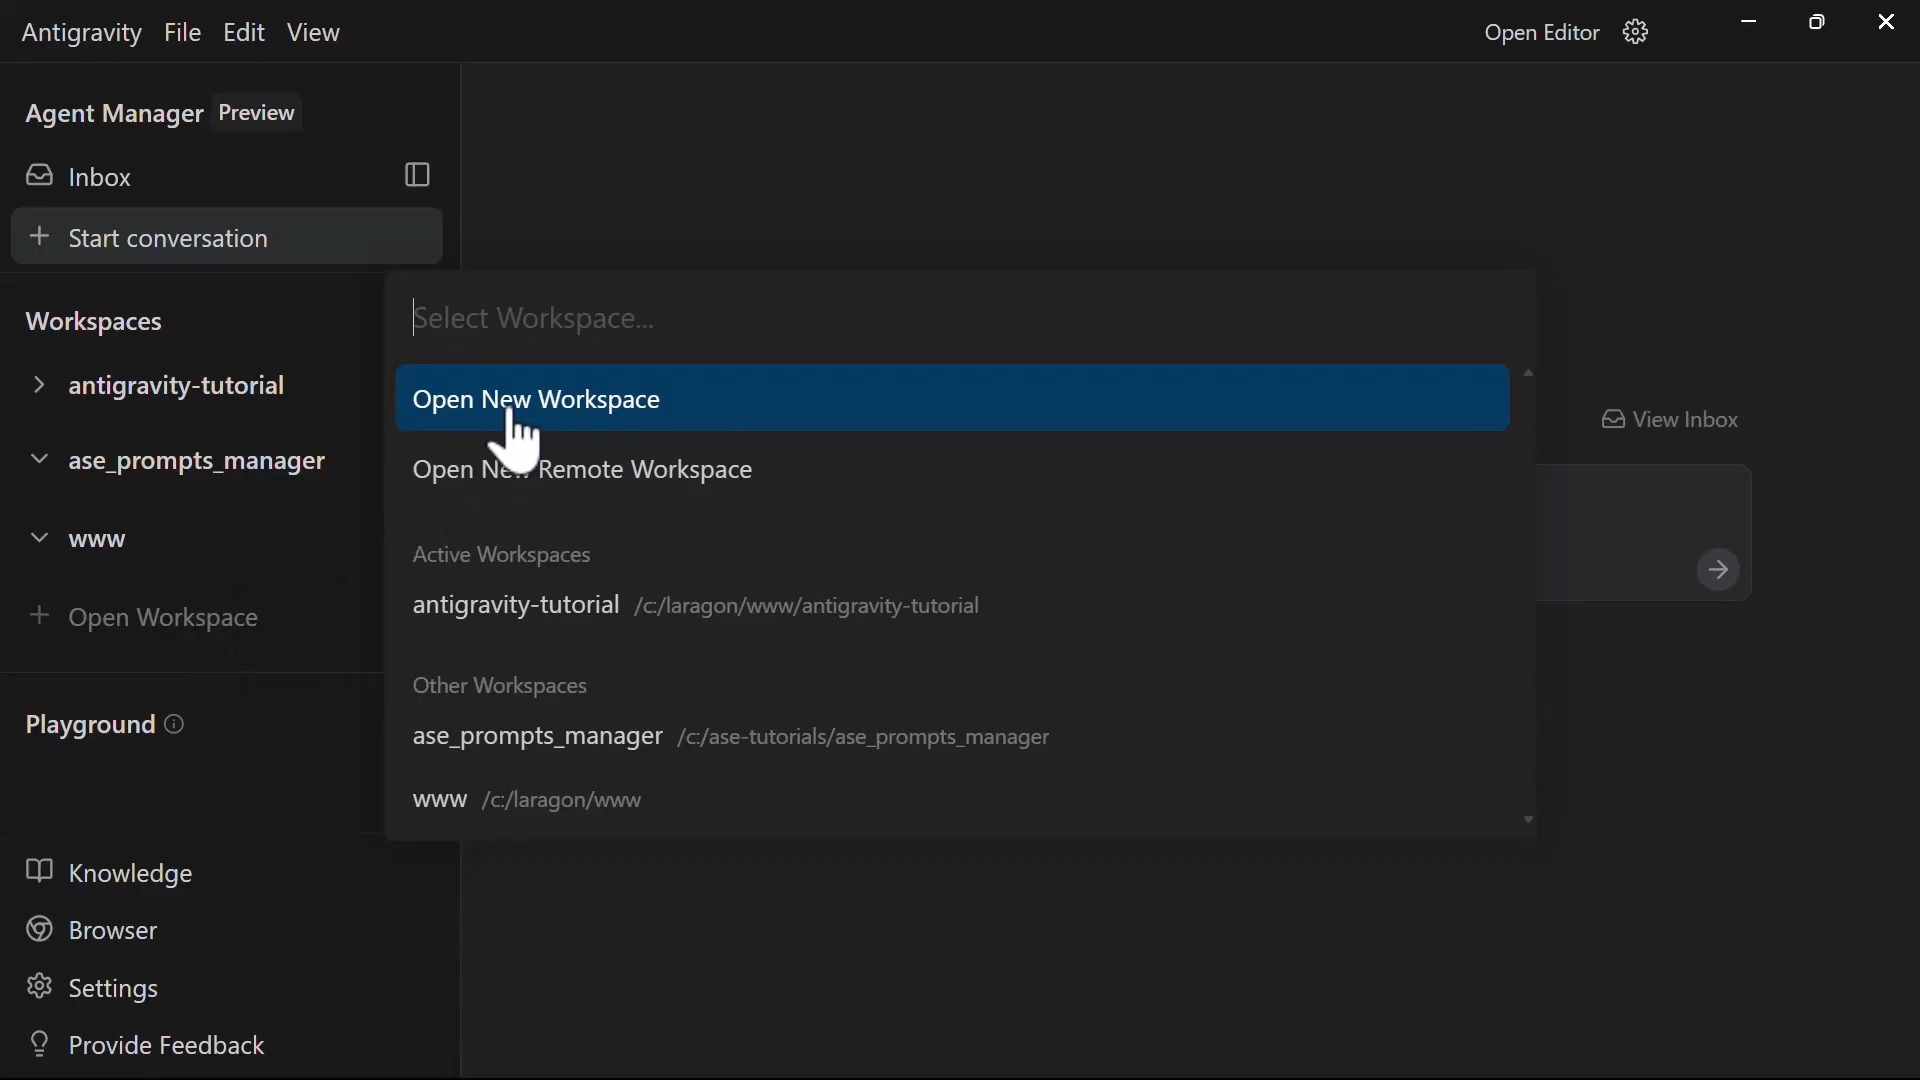 Antigravity File Edit View Open Editor
Agent Manager Preview
Inbox
Start conversation
Workspaces
antigravity-tutorial
ase_prompts_manager
www
Open Workspace
Playground
Knowledge
Browser
Settings
Provide Feedback
Select Workspace...
Open New Workspace
Open New Remote Workspace
Active Workspaces
antigravity-tutorial /c:/laragon/www/antigravity-tutorial
Other Workspaces
ase_prompts_manager /c:/ase-tutorials/ase_prompts_manager
www /c:/laragon/www
View Inbox